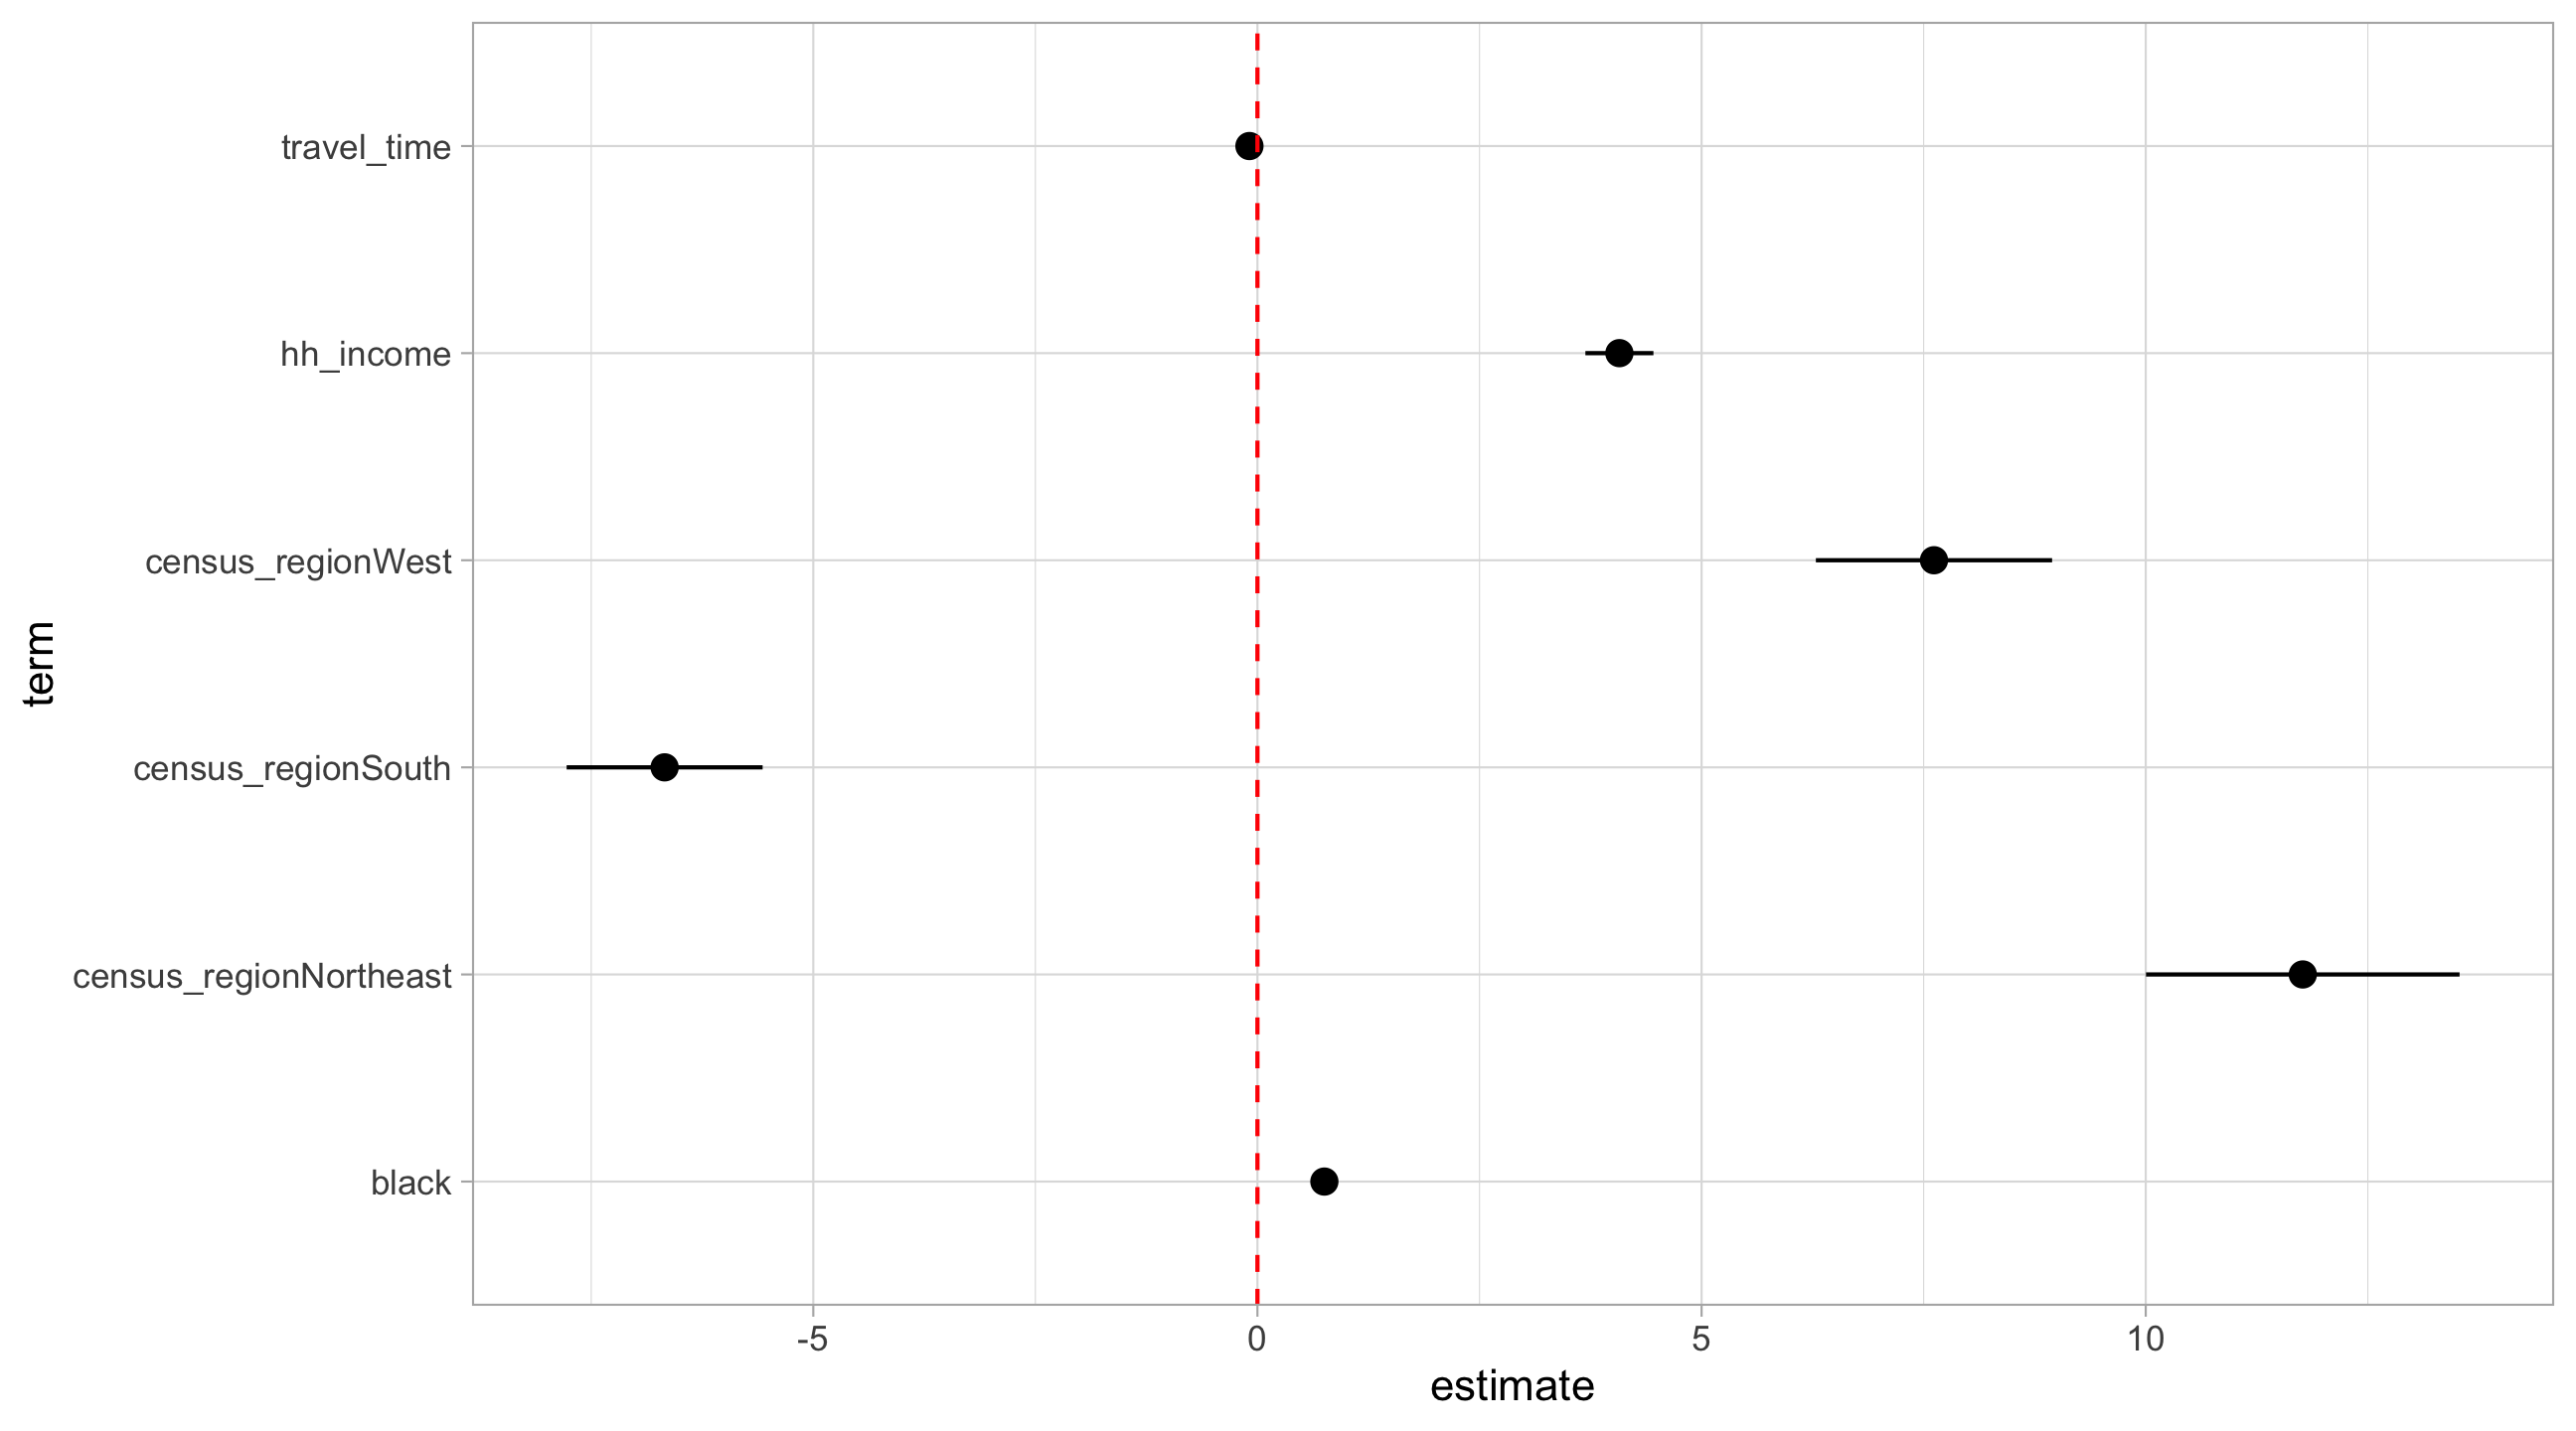 travel_time
hh_income
census_regionWest
term
census_regionSouth
census_regionNortheast
black
-5 0 5 10
estimate